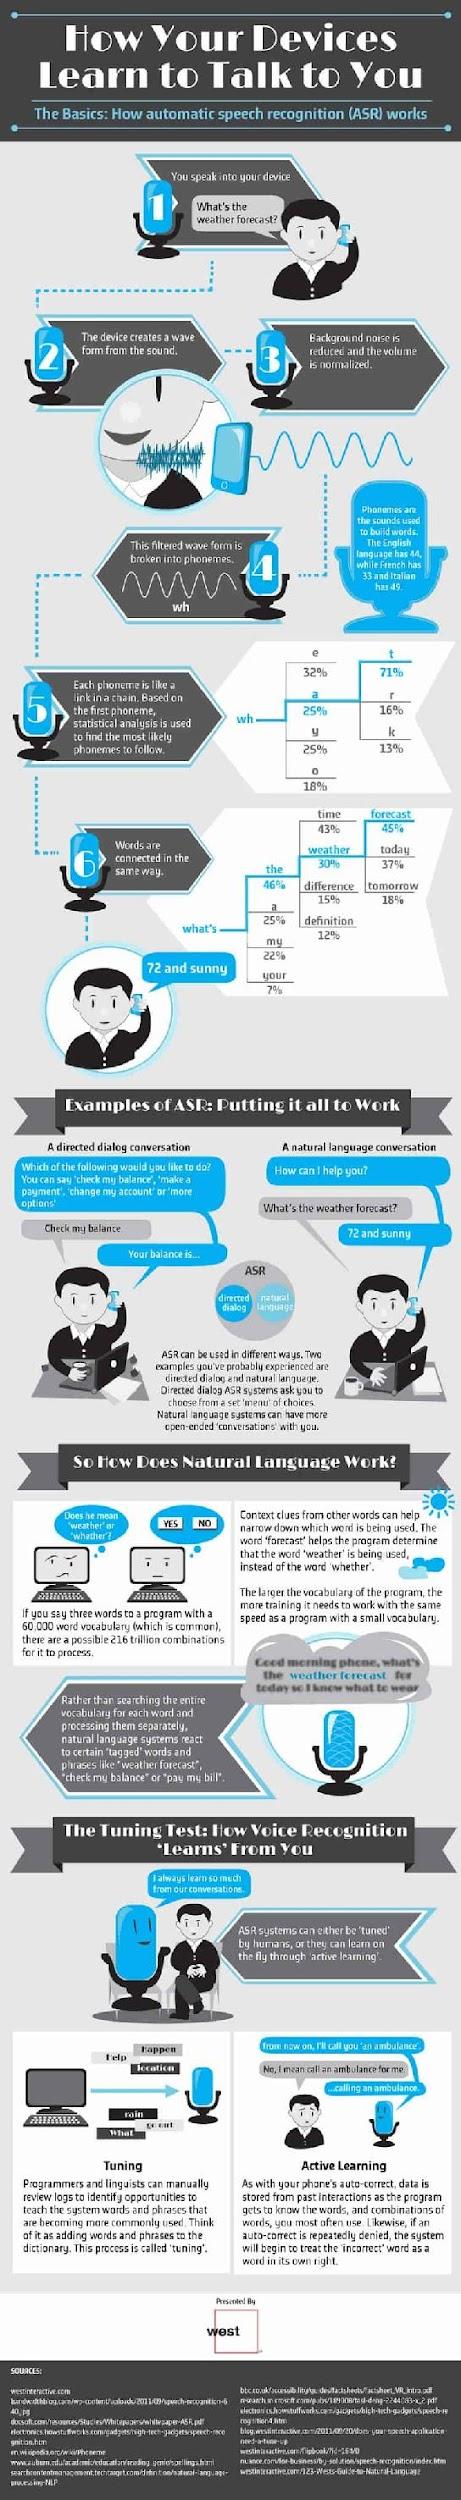 How Your Devices
Learn to Talk to You
The Basics: How automatic speech recognition (ASR) works
You speak into your device
1
What's the
weather forecast?
2
The device creates a wave
form from the sound.
3
Background noise is
reduced and the volume
is normalized.
Phonemes are
the sounds used
to build words.
The English
language has 44,
while French has
33 and Italian
has 49.
This filtered wave form is
broken into phonemes.
4
wh
5
Each phoneme is like a
link in a chain. Based on
the first phoneme,
statistical analysis is used
to find the most likely
phonemes to follow.
wh
e
32%
a
25%
y
25%
o
18%
t
71%
r
16%
k
13%
6
Words are
connected in the
same way.
what's
the
46%
a
25%
my
22%
your
7%
time
43%
weather
30%
difference
15%
definition
12%
forecast
45%
today
37%
tomorrow
18%
72 and sunny
Examples of ASR: Putting it all to Work
A directed dialog conversation
Which of the following would you like to do?
You can say 'check my balance', 'make a
payment', 'change my account' or 'more
options'
Check my balance
Your balance is...
A natural language conversation
How can I help you?
What's the weather forecast?
72 and sunny
ASR
directed
dialog
natural
language
ASR can be used in different ways. Two
examples you've probably experienced are
directed dialog and natural language.
Directed dialog ASR systems ask you to
choose from a set 'menu' of choices.
Natural language systems can have more
open-ended 'conversations' with you.
So How Does Natural Language Work?
Does he mean
'weather' or
'whather'?
YES
NO
If you say three words to a program with a
60,000 word vocabulary (which is common),
there are a possible 216 trillion combinations
for it to process.
Context clues from other words can help
narrow down which word is being used. The
word 'forecast' helps the program determine
that the word 'weather' is being used,
instead of the word 'whether'.
The larger the vocabulary of the program, the
more training it needs to work with the same
speed as a program with a small vocabulary.
Good morning phone, what's
the weather forecast for
today so I know what to wear
Rather than searching the entire
vocabulary for each word and
processing them separately,
natural language systems react
to certain 'tagged' words and
phrases like "weather forecast",
"check my balance" or "pay my bill".
The Tuning Test: How Voice Recognition
'Learns' From You
I always learn so much
from our conversations.
ASR systems can either be 'tuned'
by humans, or they can learn on
the fly through 'active learning'.
Help
Happen
location
rain
What
go out
Tuning
Programmers and linguists can manually
review logs to identify opportunities to
teach the system words and phrases that
are becoming more commonly used. Think
of it as adding words and phrases to the
dictionary. This process is called 'tuning'.
from now on, I'll call you 'an ambulance'.
No, I mean call an ambulance for me.
...calling an ambulance.
Active Learning
As with your phone's auto-correct, data is
stored from past interactions as the program
gets to know the words, and combinations of
words, you most often use. Likewise, if an
auto-correct is repeatedly denied, the system
will begin to treat the 'incorrect' word as a
word in its own right.
Presented By
west
SOURCES:
westinteractive.com
en.wikipedia.org/wiki/Phoneme